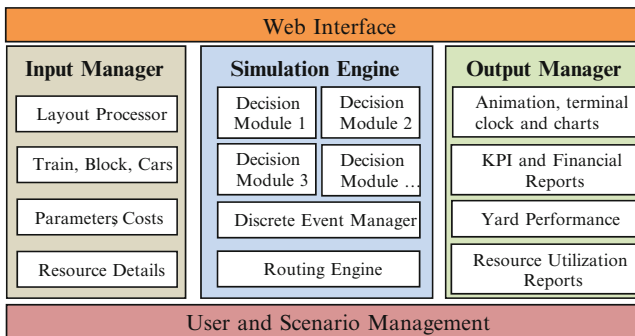 Web Interface
Input Manager
Layout Processor
Train, Block, Cars
Parameters, Costs
Resource Details
Simulation Engine
Decision
Module 1
Decision
Module 2
Decision
Module 3
Decision
Module ...
Discrete Event Manager
Routing Engine
Output Manager
Animation, terminal
clock and charts
KPI and Financial
Reports
Yard Performance
Resource Utilization
Reports
User and Scenario Management